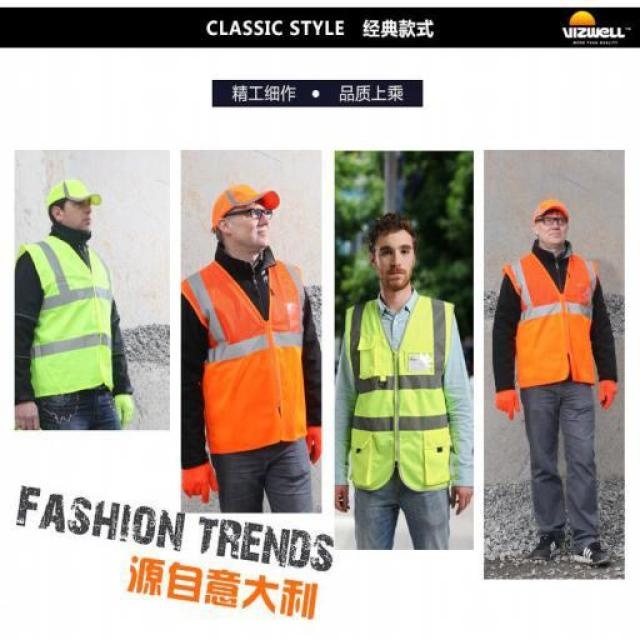 CLASSIC STYLE 经典款式
VIZWELL™
MORE THAN QUALITY
精工细作 • 品质上乘
FASHION TRENDS
源自意大利